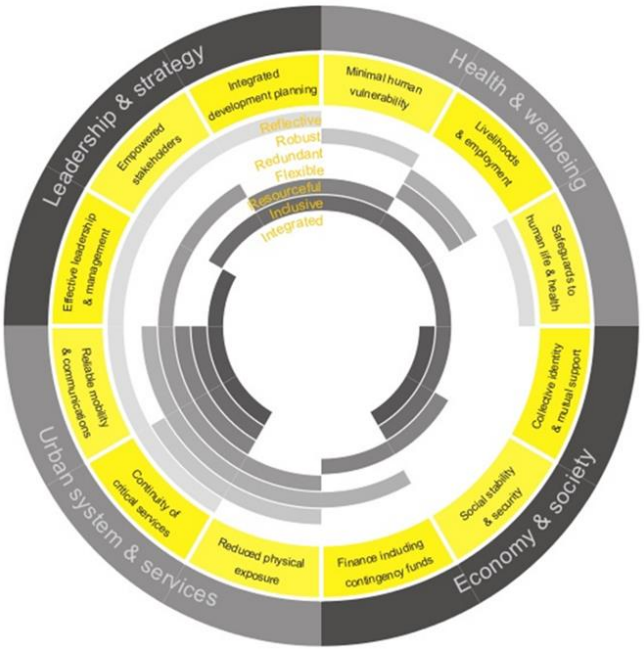 Leadership & strategy
Health & wellbeing
Economy & society
Urban system & services
Integrated
development planning
Minimal human
vulnerability
Livelihoods
& employment
Safeguards to
human life & health
Collective identity
& mutual support
Social stability
& security
Finance including
contingency funds
Reduced physical
exposure
Continuity of
critical services
Reliable mobility
& communications
Effective leadership
& management
Empowered
stakeholders
Reflective
Robust
Redundant
Flexible
Resourceful
Inclusive
Integrated